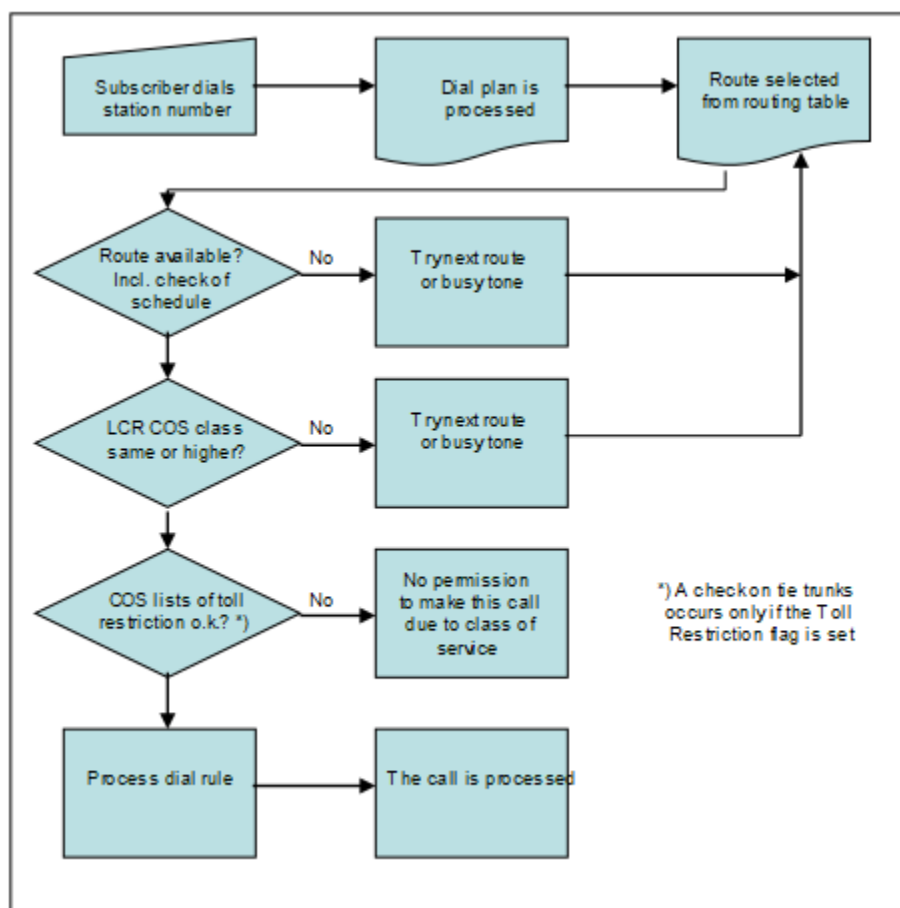 Subscriber dials
station number
Dial plan is
processed
Route selected
from routing table
Route available?
Incl. check of
schedule
No
Try next route
or busy tone
LCR COS class
same or higher?
No
Try next route
or busy tone
COS lists of toll
restriction o.k.? *)
No
No permission
to make this call
due to class of
service
*) A check on tie trunks
occurs only if the Toll
Restriction flag is set
Process dial rule
The call is processed